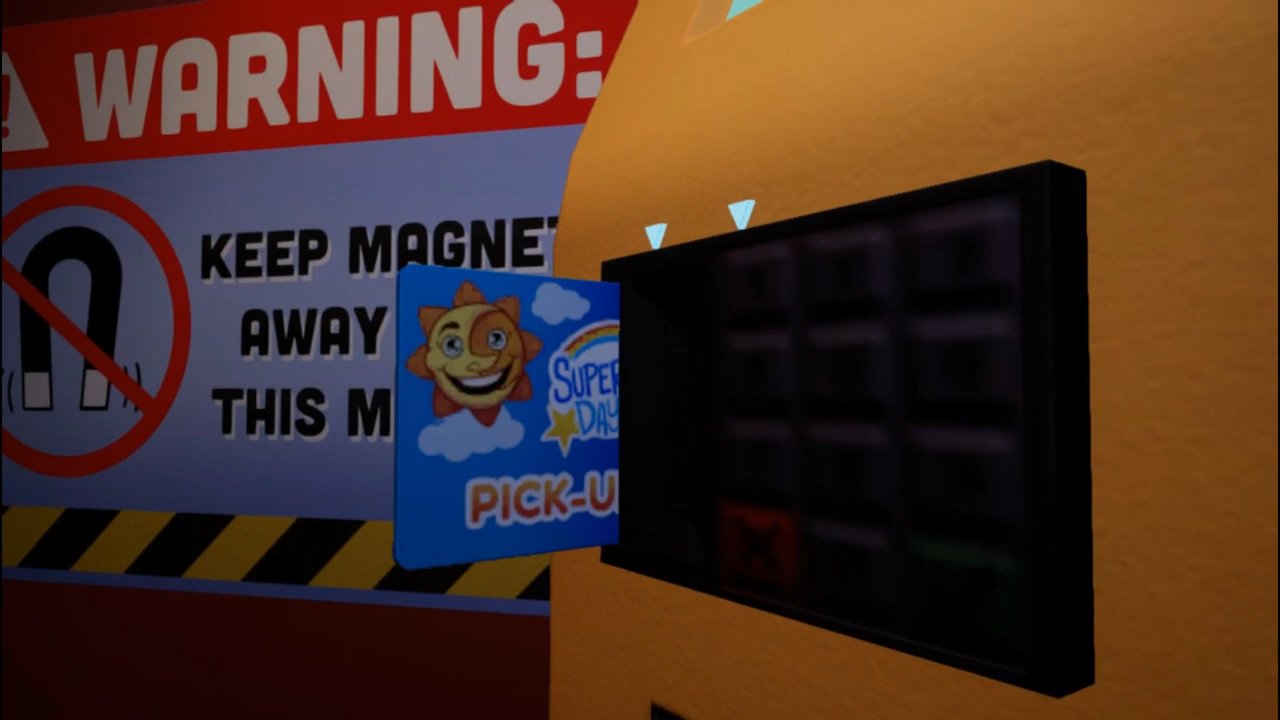 WARNING:
KEEP MAGNET
AWAY
THIS M
SUPER
DAY
PICK-U